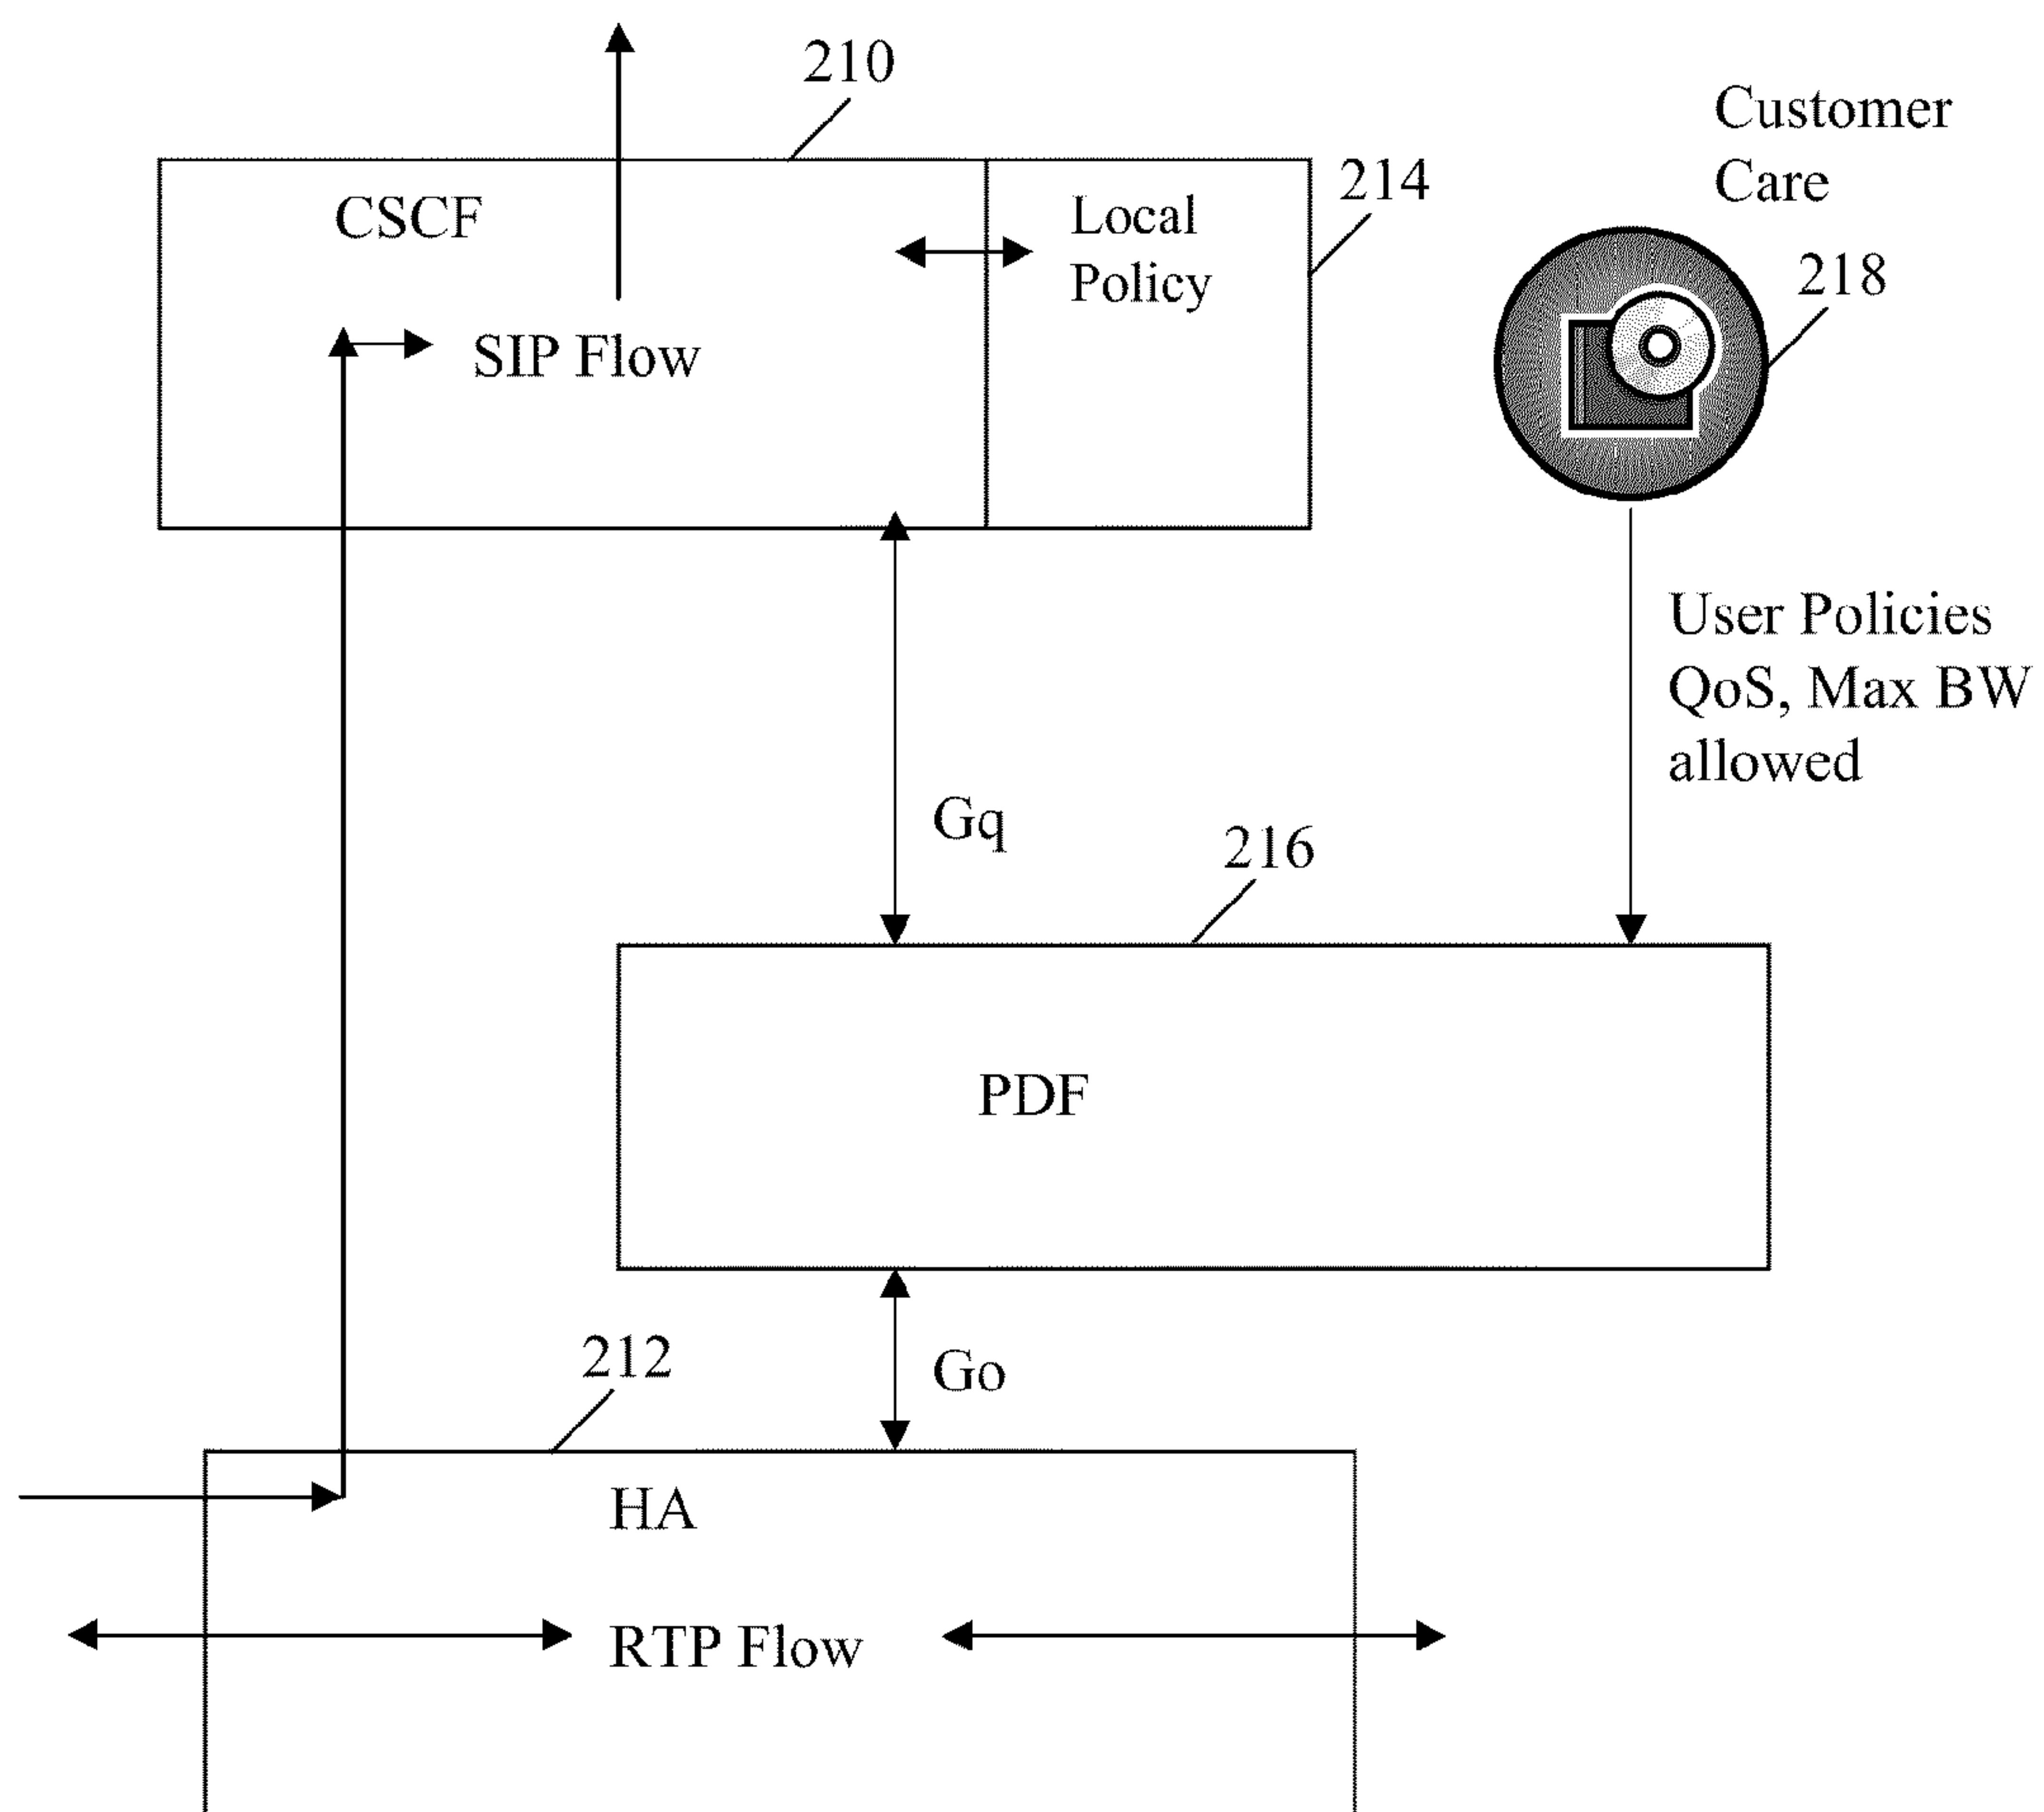 210
Customer
Care
CSCF
Local
Policy
214
218
SIP Flow
User Policies
QoS, Max BW
allowed
Gq
216
PDF
212
Go
HA
RTP Flow